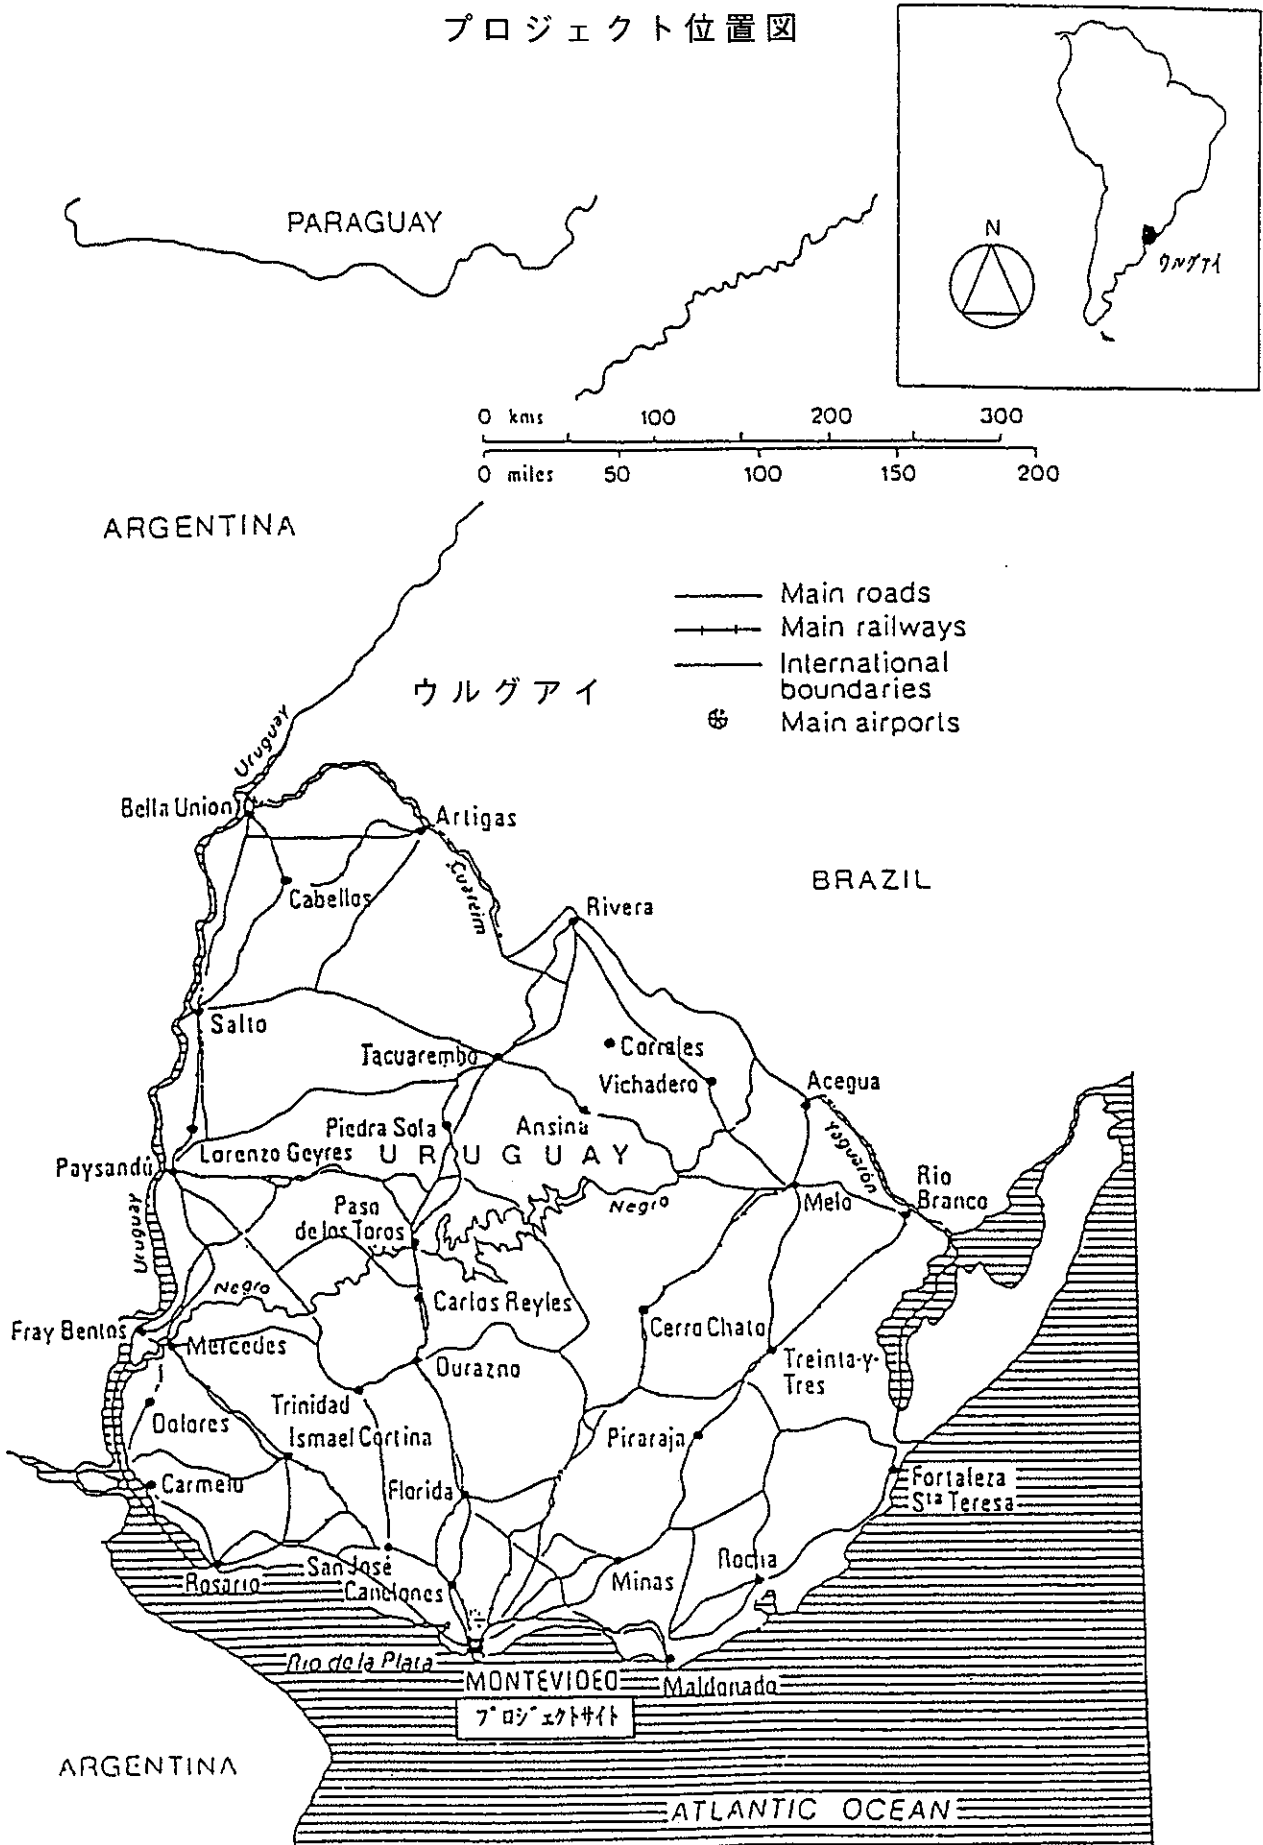 プロジェクト位置図
PARAGUAY
N
ウルグアイ
0 kms 100 200 300
0 miles 50 100 150 200
ARGENTINA
Main roads
Main railways
International
boundaries
Main airports
ウルグアイ
Uruguay
Bella Union
Artigas
Cuareim
BRAZIL
Cabellos
Rivera
Salto
Corrales
Tacuarembo
Vichadero
Acegua
Piedra Sola
Ansina
Yaguarón
Lorenzo Geyres
URUGUAY
Paysandú
Rio
Branco
Melo
Negro
Paso
de los Toros
Uruguay
Negro
Carlos Reyles
Fray Bentos
Mercedes
Cerro Chato
Durazno
Treinta-y-
Tres
Trinidad
Dolores
Ismael Cortina
Piraraja
Carmelo
Florida
Fortaleza
Sta Teresa
San José
Rocha
Rosario
Canelones
Minas
Rio de la Plata
MONTEVIDEO
Maldonado
プロジェクトサイト
ARGENTINA
ATLANTIC OCEAN